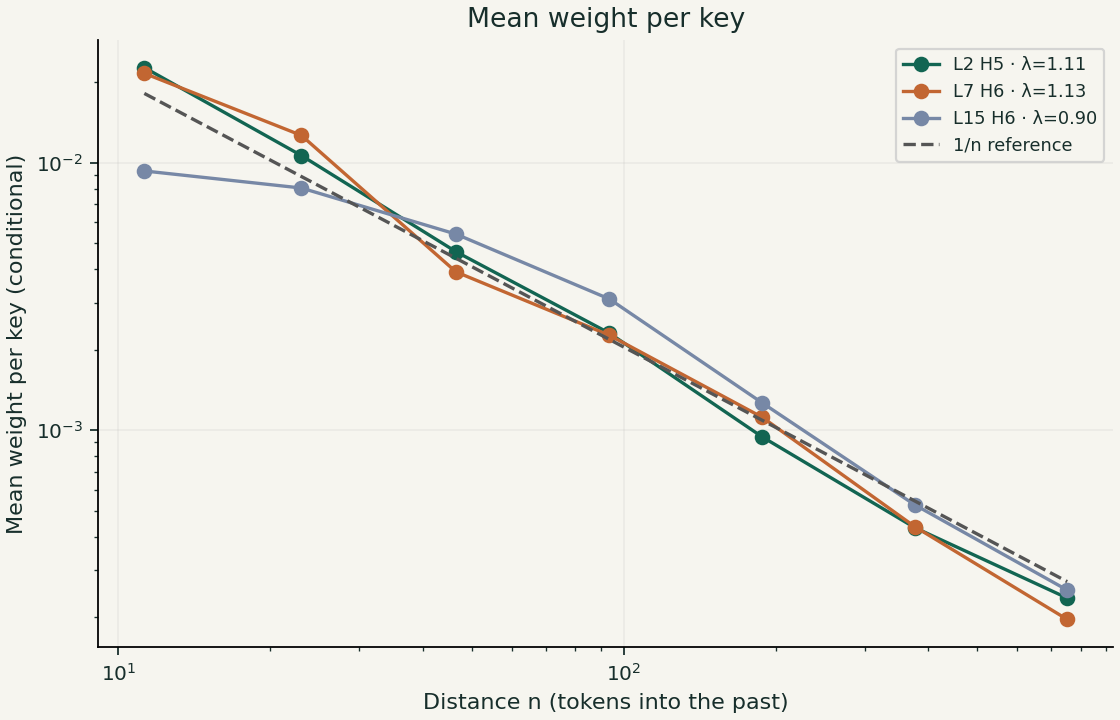 Mean weight per key
L2 H5 · λ=1.11
L7 H6 · λ=1.13
L15 H6 · λ=0.90
1/n reference
Mean weight per key (conditional)
10⁻²
10⁻³
10¹
10²
Distance n (tokens into the past)